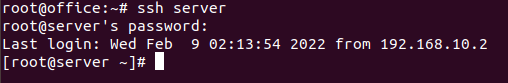 root@office:~# ssh server
root@server's password:
Last login: Wed Feb  9 02:13:54 2022 from 192.168.10.2
[root@server ~]#